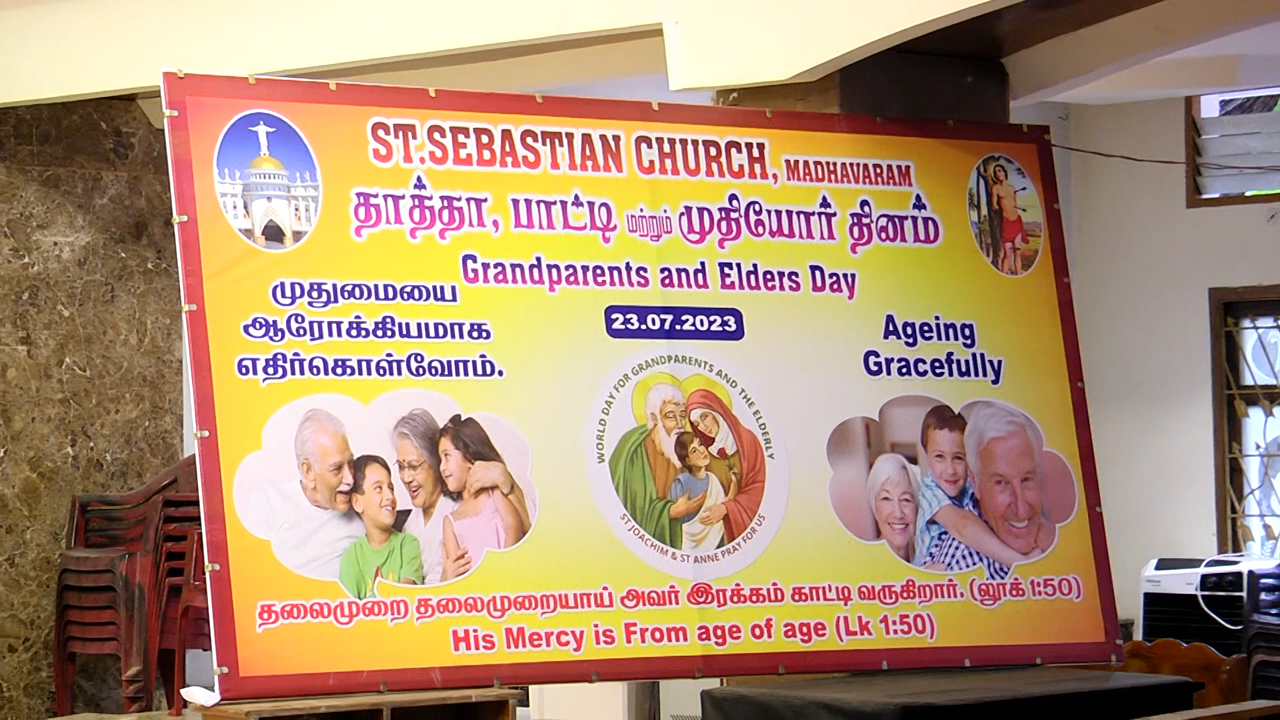 ST.SEBASTIAN CHURCH, MADHAVARAM
தாத்தா, பாட்டி மற்றும் முதியோர் தினம்
Grandparents and Elders Day
முதுமையை
ஆரோக்கியமாக
எதிர்கொள்வோம்.
23.07.2023
Ageing
Gracefully
WORLD DAY FOR GRANDPARENTS AND THE ELDERLY
ST JOACHIM & ST ANNE PRAY FOR US
தலைமுறை தலைமுறையாய் அவர் இரக்கம் காட்டி வருகிறார். (லூக் 1:50)
His Mercy is From age of age (Lk 1:50)